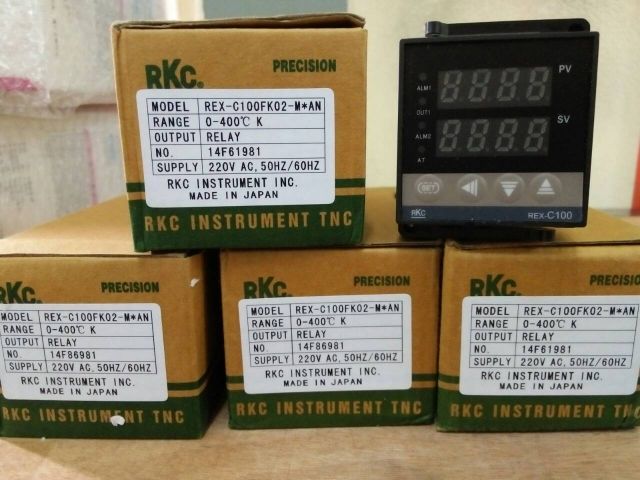 RKC. PRECISION
MODEL REX-C100FK02-M*AN
RANGE 0-400℃ K
OUTPUT RELAY
NO. 14F61981
SUPPLY 220V AC, 50HZ/60HZ
RKC INSTRUMENT INC.
MADE IN JAPAN
RKC INSTRUMENT TNC
8888 PV
ALM1
OUT1
8888 SV
ALM2
AT
SET
RKC REX-C100
RKC. PRECISION
MODEL REX-C100FK02-M*AN
RANGE 0-400℃ K
OUTPUT RELAY
NO. 14F86981
SUPPLY 220V AC, 50HZ/60HZ
RKC INSTRUMENT INC.
MADE IN JAPAN
RKC INSTRUMENT TNC
RKC. PRECISION
MODEL REX-C100FK02-M*AN
RANGE 0-400℃ K
OUTPUT RELAY
NO. 14F86981
SUPPLY 220V AC, 50HZ/60HZ
RKC INSTRUMENT INC.
MADE IN JAPAN
RKC INSTRUMENT TNC
RKC. PRECISION
MODEL REX-C100FK02-M*AN
RANGE 0-400℃ K
OUTPUT RELAY
NO. 14F61981
SUPPLY 220V AC, 50HZ/60HZ
RKC INSTRUMENT INC.
MADE IN JAPAN
RKC INSTRUMENT TNC